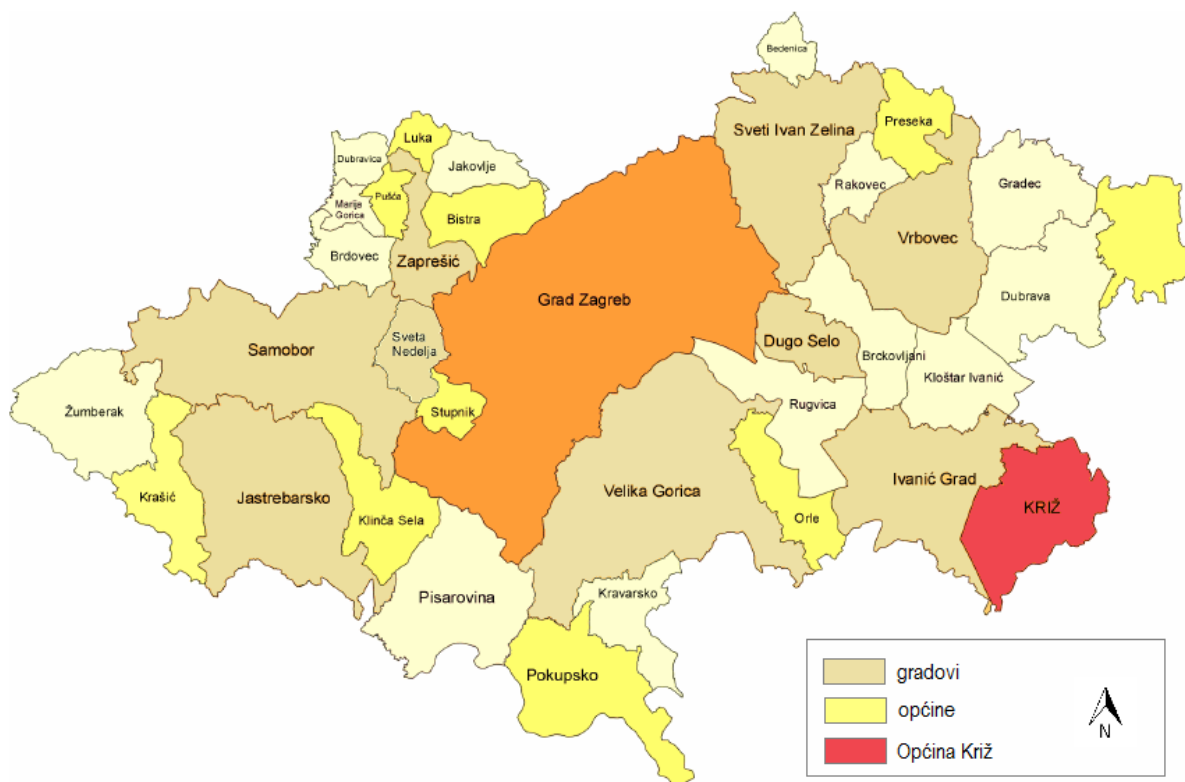 Bedenica
Sveti Ivan Zelina
Preseka
Luka
Dubravica
Jakovlje
Rakovec
Gradec
Marija
Gorica
Pušća
Bistra
Vrbovec
Brdovec
Zaprešić
Dubrava
Grad Zagreb
Sveta
Nedelja
Samobor
Dugo Selo
Brckovljani
Kloštar Ivanić
Žumberak
Stupnik
Rugvica
Krašić
Jastrebarsko
Klinča Sela
Velika Gorica
Orle
Ivanić Grad
KRIŽ
Pisarovina
Kravarsko
Pokupsko
gradovi
općine
Općina Križ
N